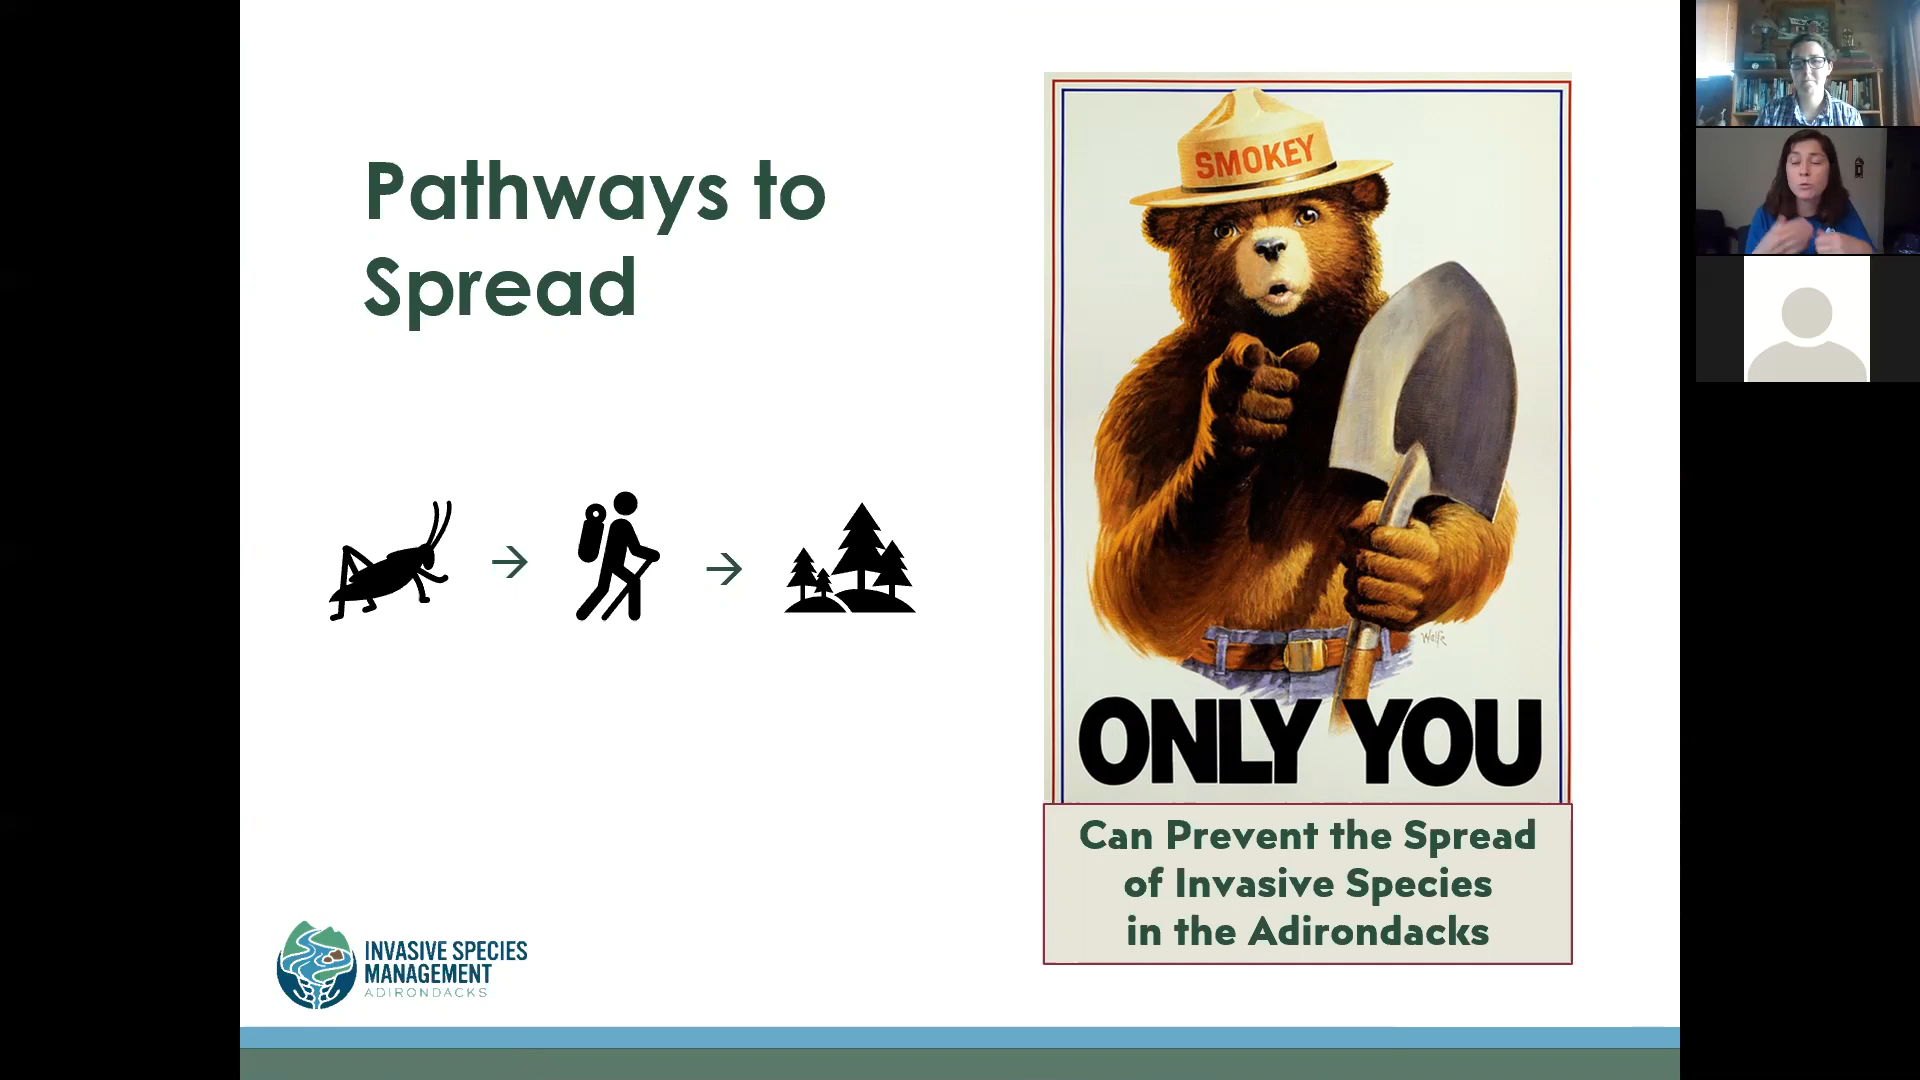 Pathways to
Spread
SMOKEY
Wolfe
ONLY YOU
Can Prevent the Spread
of Invasive Species
in the Adirondacks
INVASIVE SPECIES
MANAGEMENT
ADIRONDACKS